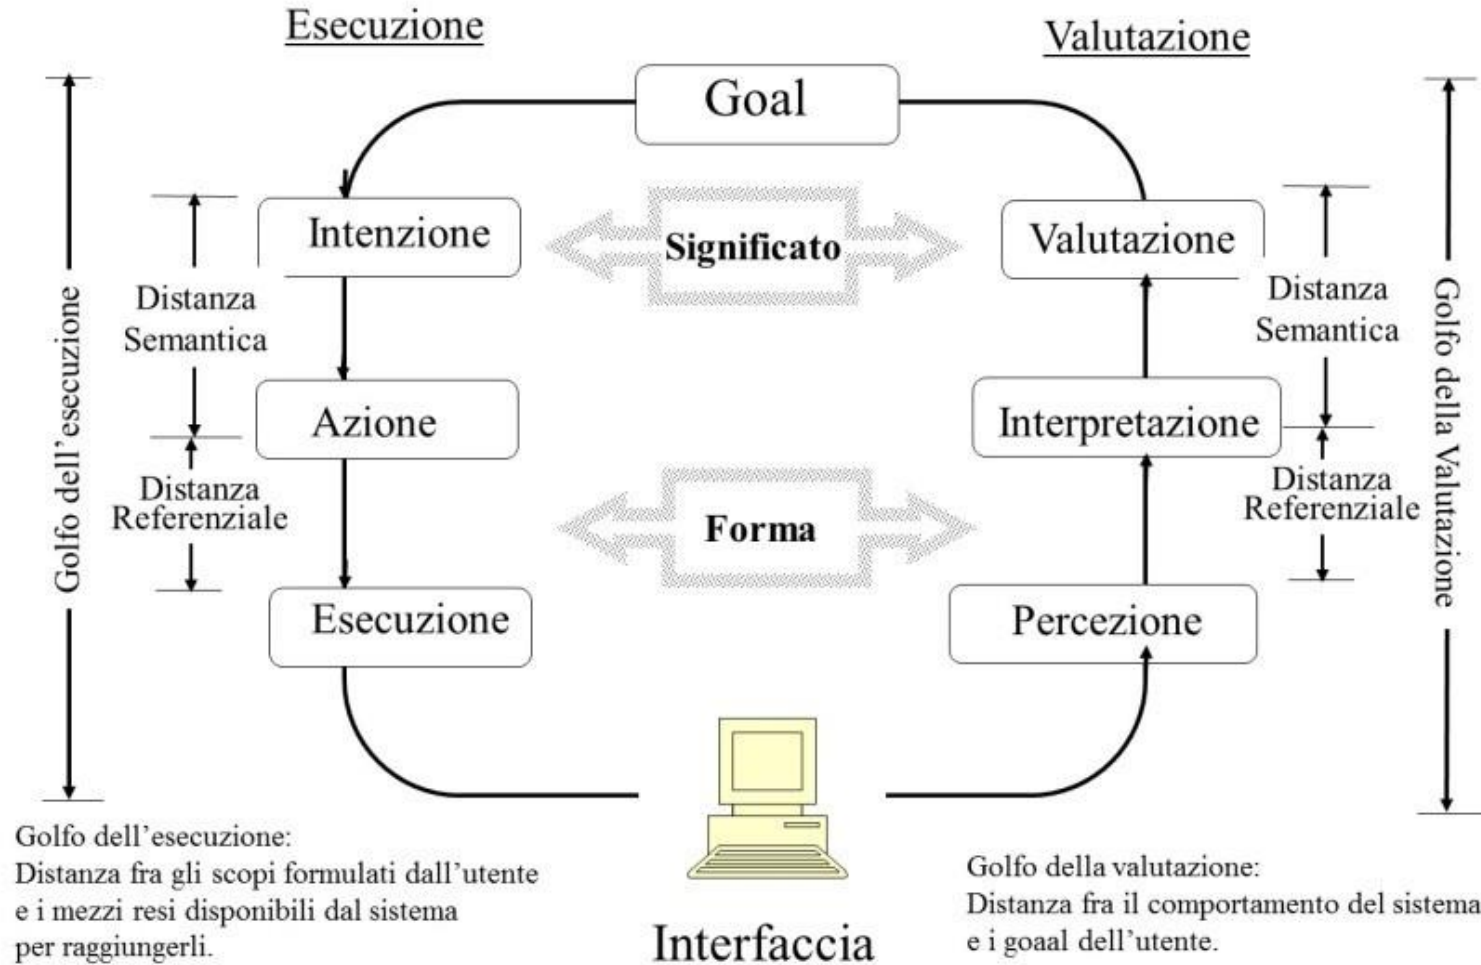 Esecuzione
Valutazione
Goal
Intenzione
Significato
Valutazione
Distanza
Semantica
Distanza
Semantica
Golfo dell'esecuzione
Golfo della Valutazione
Azione
Interpretazione
Distanza
Referenziale
Forma
Distanza
Referenziale
Esecuzione
Percezione
Golfo dell'esecuzione:
Distanza fra gli scopi formulati dall'utente
e i mezzi resi disponibili dal sistema
per raggiungerli.
Interfaccia
Golfo della valutazione:
Distanza fra il comportamento del sistema
e i goaal dell'utente.